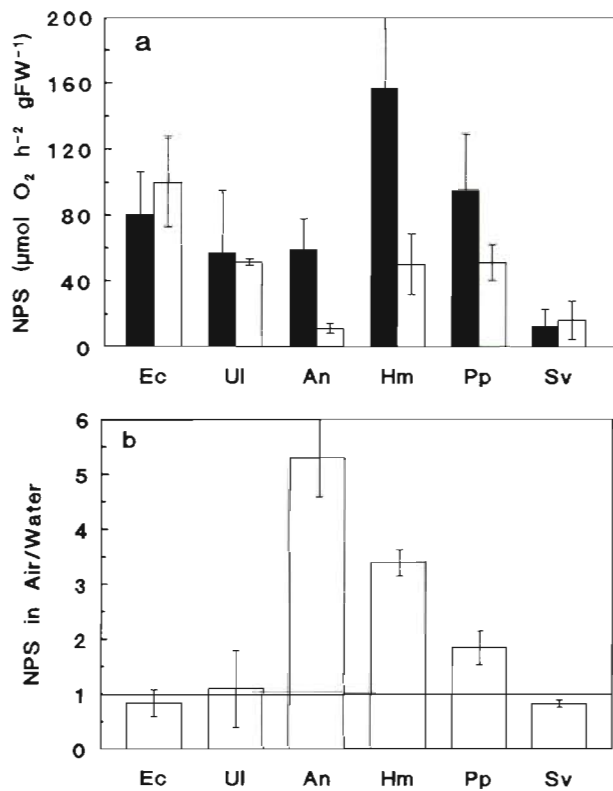 a
NPS (μmol O₂ h⁻² gFW⁻¹)
200
160
120
80
40
0
Ec Ul An Hm Pp Sv
b
NPS in Air/Water
6
5
4
3
2
1
0
Ec Ul An Hm Pp Sv